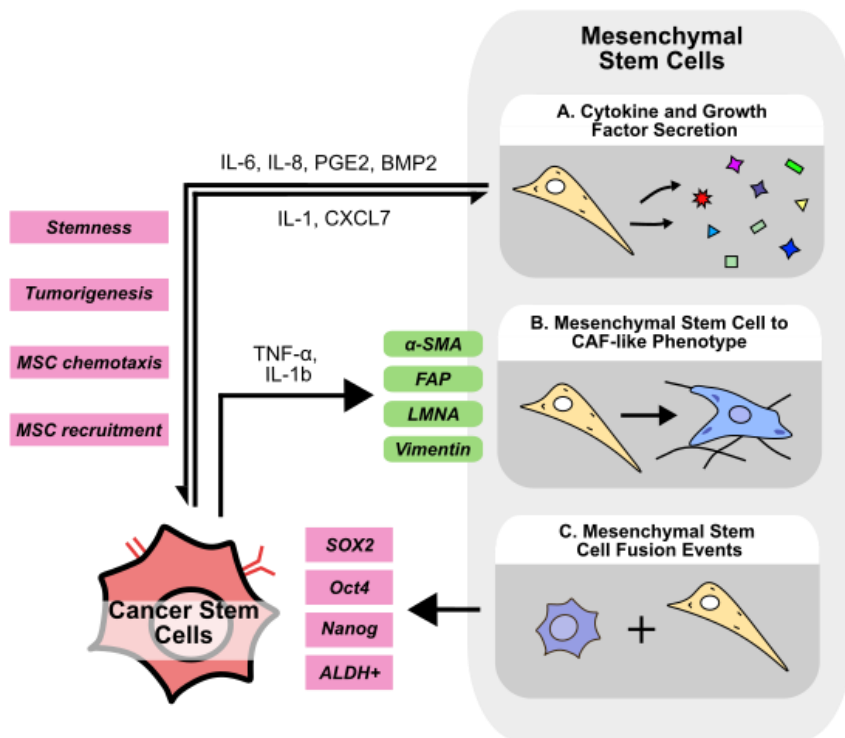 Mesenchymal
Stem Cells
A. Cytokine and Growth
Factor Secretion
IL-6, IL-8, PGE2, BMP2
IL-1, CXCL7
Stemness
Tumorigenesis
MSC chemotaxis
MSC recruitment
TNF-α,
IL-1b
α-SMA
FAP
LMNA
Vimentin
B. Mesenchymal Stem Cell to
CAF-like Phenotype
C. Mesenchymal Stem
Cell Fusion Events
+
SOX2
Oct4
Nanog
ALDH+
Cancer Stem
Cells